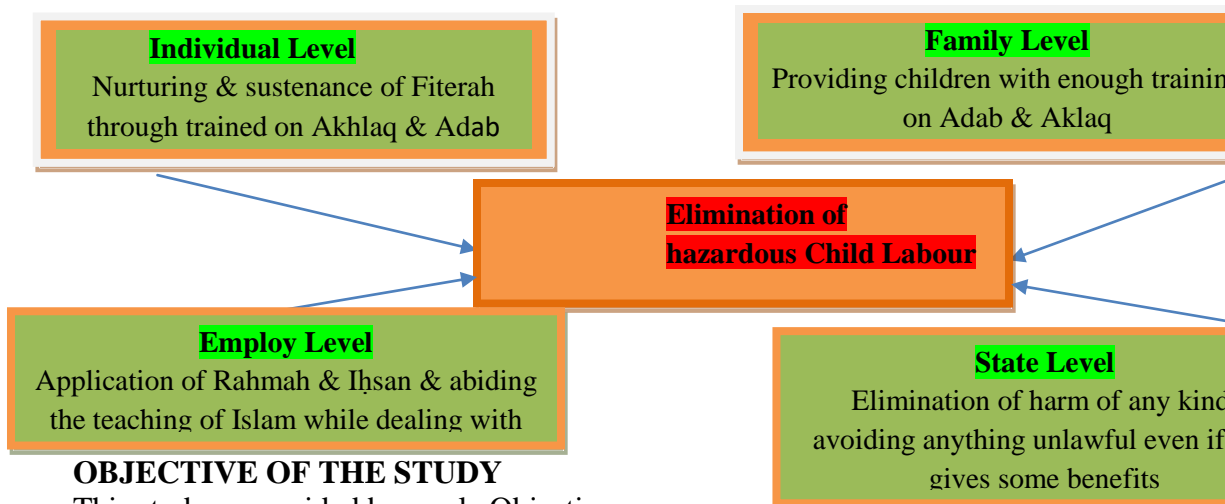 Individual Level
Nurturing & sustenance of Fiterah
through trained on Akhlaq & Adab
Family Level
Providing children with enough
on Adab & Aklaq
Elimination of
hazardous Child Labour
Employ Level
Application of Rahmah & Iḥsan & abiding
the teaching of Islam while dealing with
State Level
Elimination of harm of any kind
avoiding anything unlawful even if
gives some benefits
OBJECTIVE OF THE STUDY